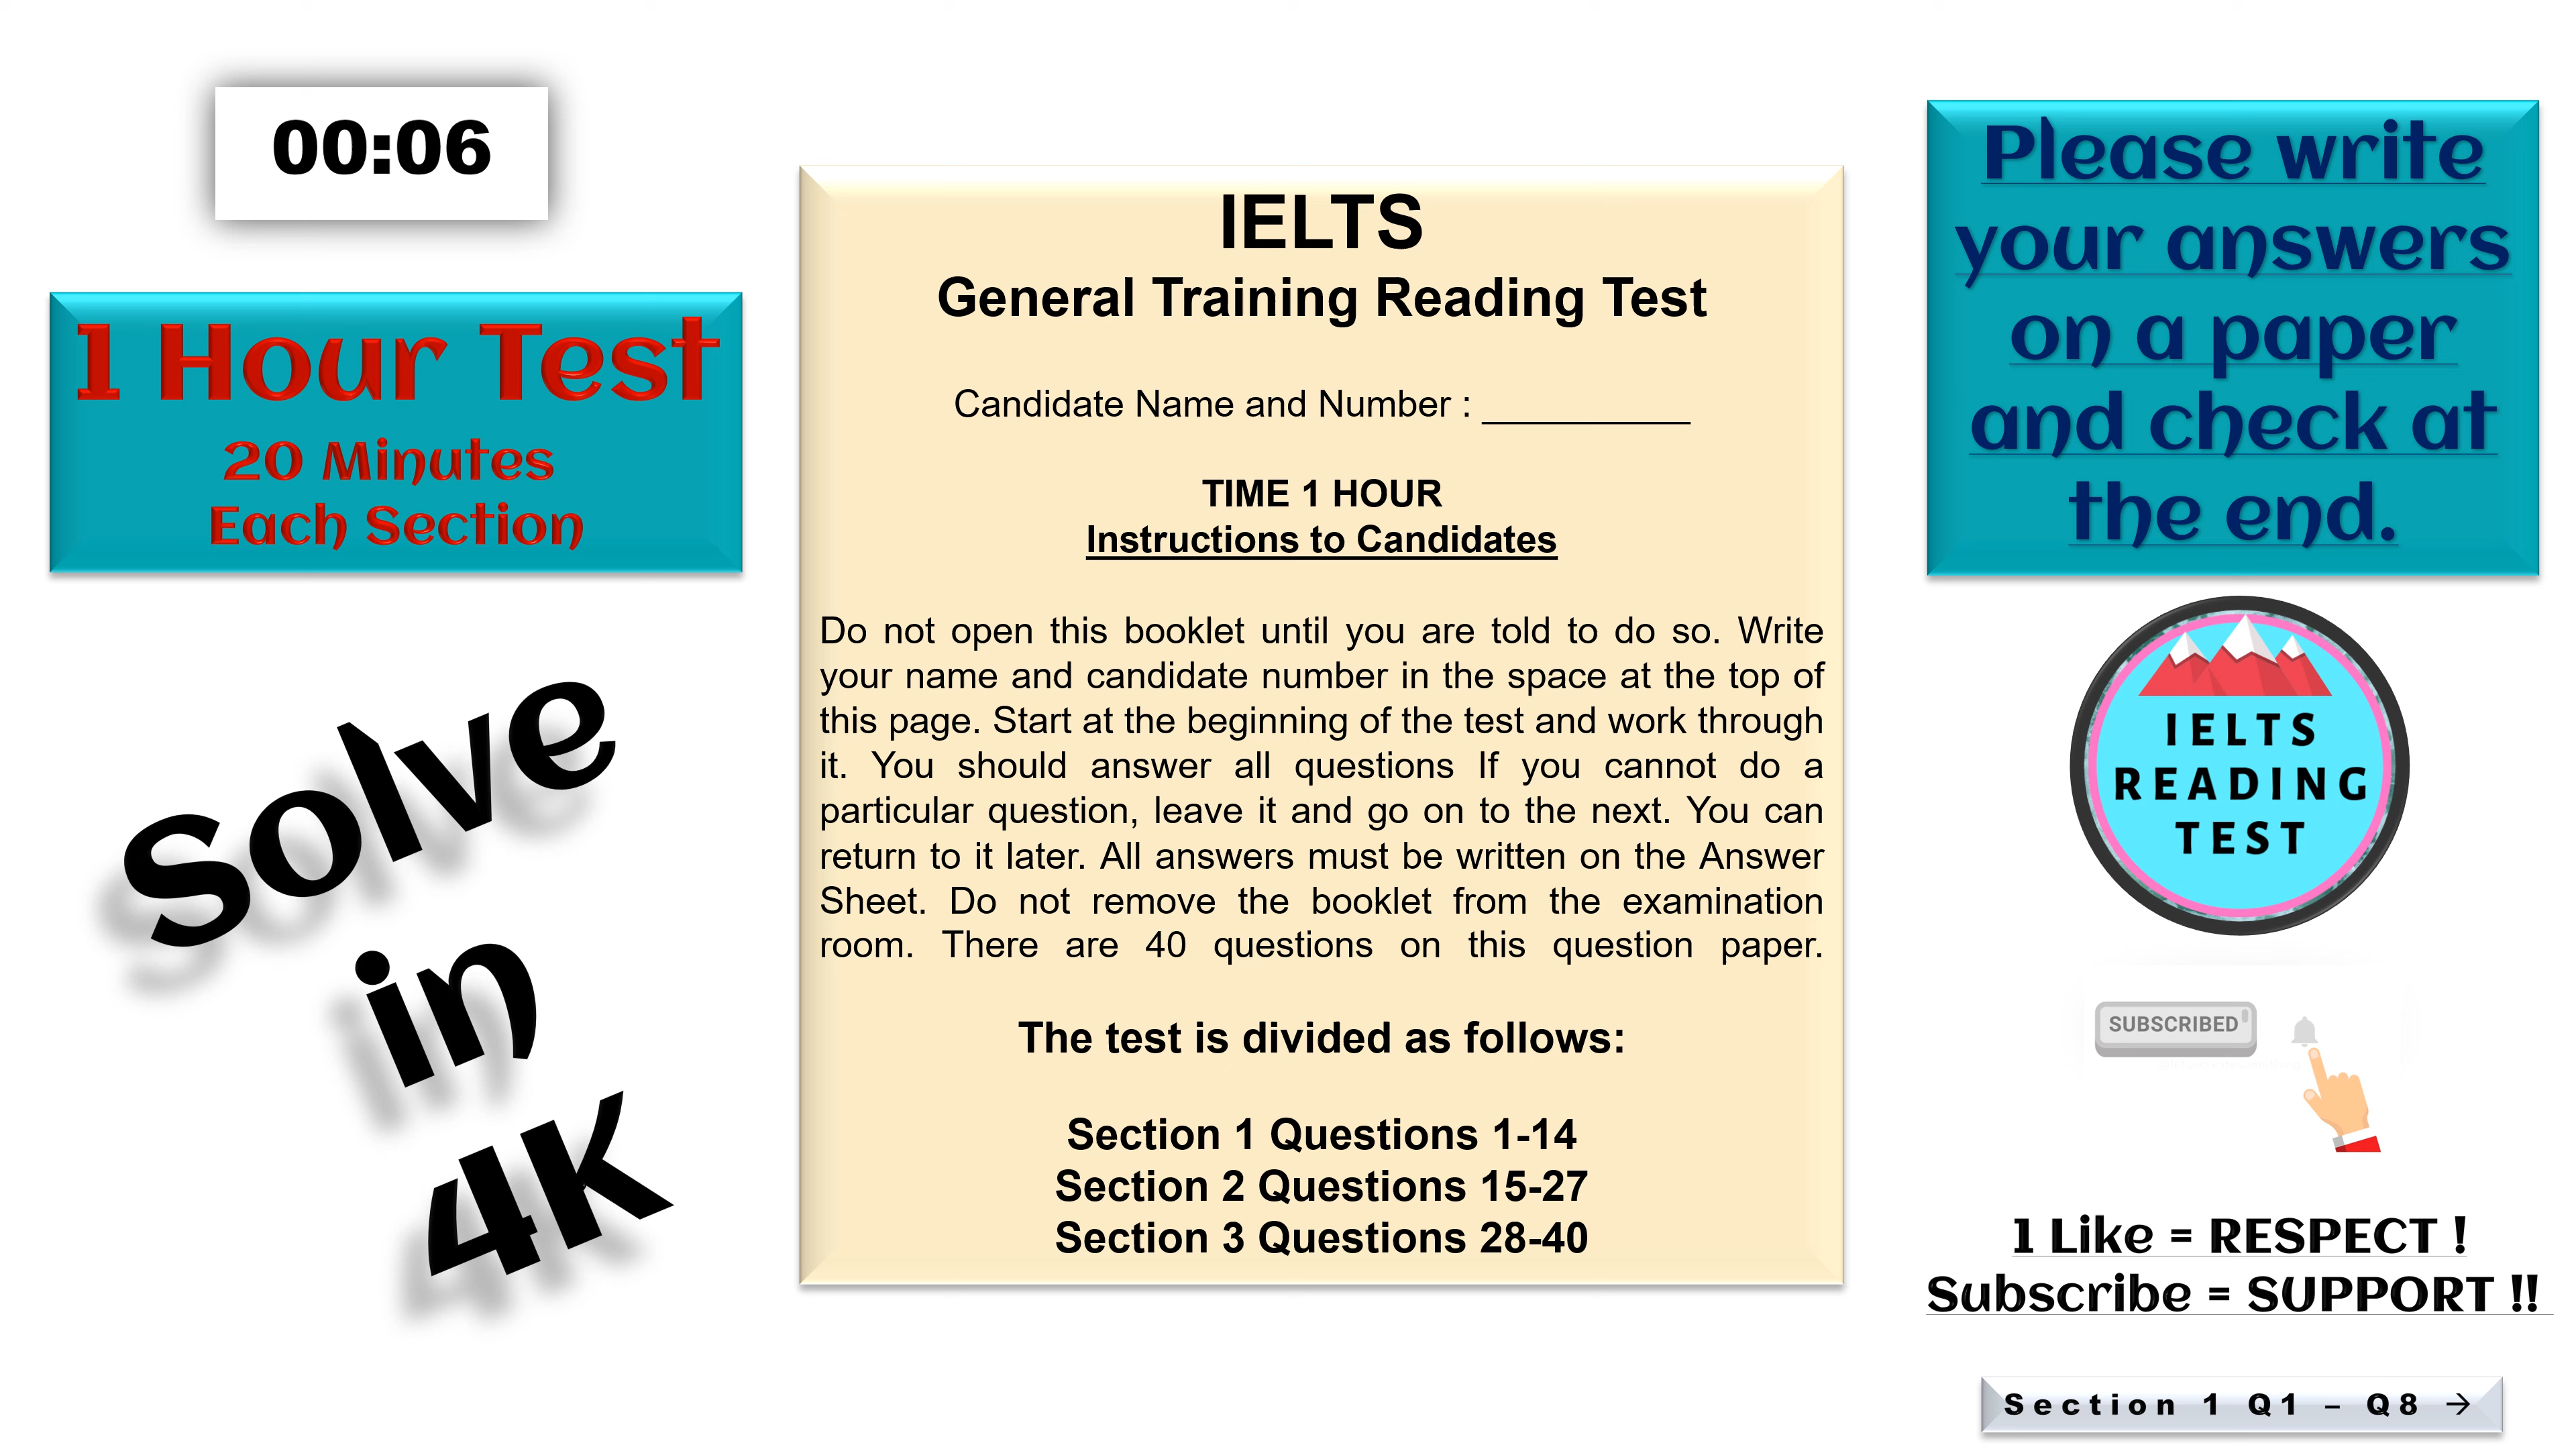 00:06
1 Hour Test
20 Minutes
Each Section
Solve
in
4K
IELTS
General Training Reading Test
Candidate Name and Number : __________
TIME 1 HOUR
Instructions to Candidates
Do not open this booklet until you are told to do so. Write
your name and candidate number in the space at the top of
this page. Start at the beginning of the test and work through
it. You should answer all questions If you cannot do a
particular question, leave it and go on to the next. You can
return to it later. All answers must be written on the Answer
Sheet. Do not remove the booklet from the examination
room. There are 40 questions on this question paper.
The test is divided as follows:
Section 1 Questions 1-14
Section 2 Questions 15-27
Section 3 Questions 28-40
Please write
your answers
on a paper
and check at
the end.
IELTS
READING
TEST
SUBSCRIBED
1 Like = RESPECT !
Subscribe = SUPPORT !!
Section 1 Q1 – Q8 →